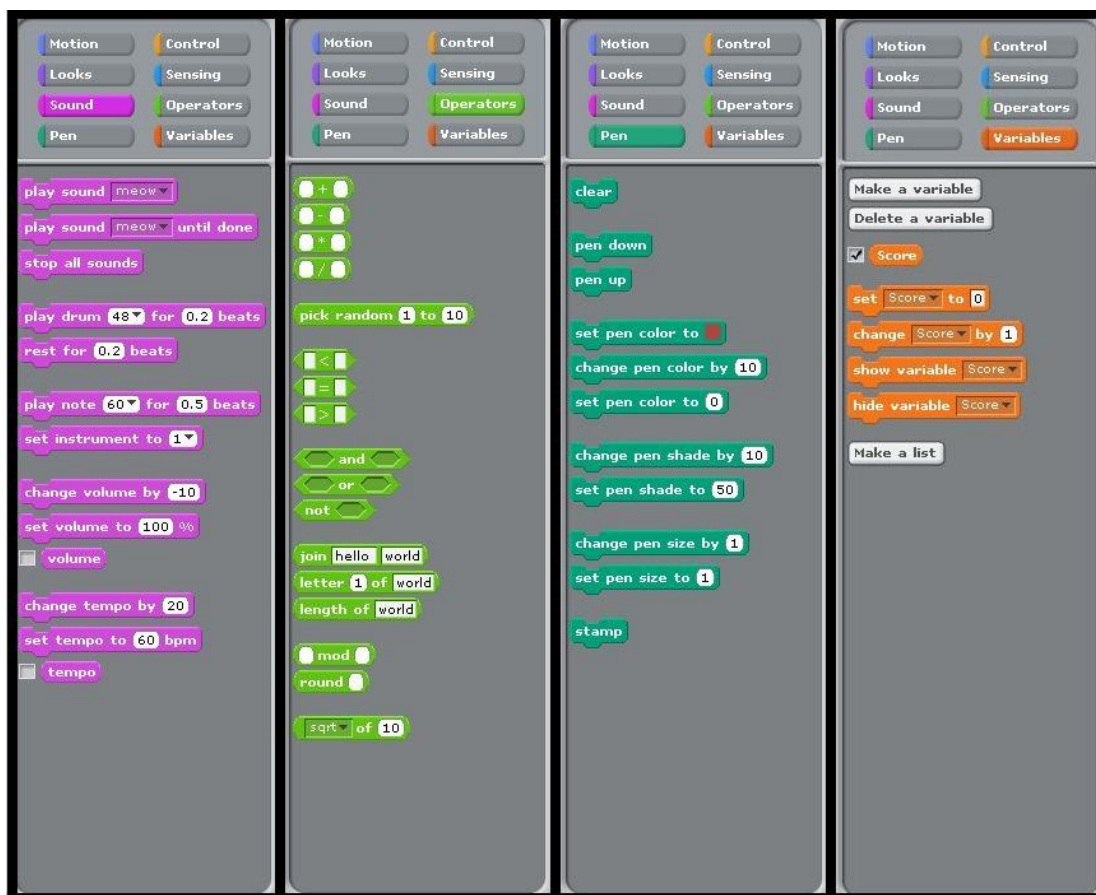 Motion Control
Looks Sensing
Sound Operators
Pen Variables
play sound meow
play sound meow until done
stop all sounds
play drum 48 for 0.2 beats
rest for 0.2 beats
play note 60 for 0.5 beats
set instrument to 1
change volume by -10
set volume to 100 %
volume
change tempo by 20
set tempo to 60 bpm
tempo
Motion Control
Looks Sensing
Sound Operators
Pen Variables
+
-
*
/
pick random 1 to 10
<
=
>
and
or
not
join hello world
letter 1 of world
length of world
mod
round
sqrt of 10
Motion Control
Looks Sensing
Sound Operators
Pen Variables
clear
pen down
pen up
set pen color to
change pen color by 10
set pen color to 0
change pen shade by 10
set pen shade to 50
change pen size by 1
set pen size to 1
stamp
Motion Control
Looks Sensing
Sound Operators
Pen Variables
Make a variable
Delete a variable
Score
set Score to 0
change Score by 1
show variable Score
hide variable Score
Make a list